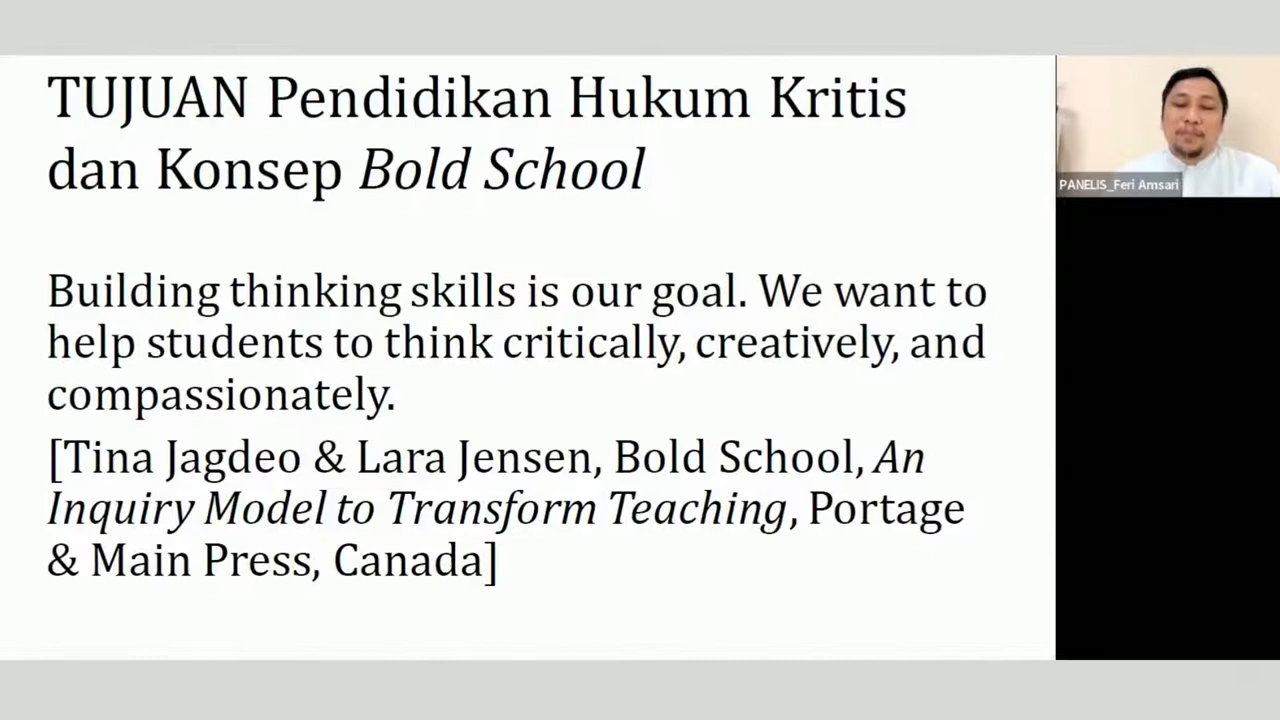 TUJUAN Pendidikan Hukum Kritis
dan Konsep Bold School
Building thinking skills is our goal. We want to
help students to think critically, creatively, and
compassionately.
[Tina Jagdeo & Lara Jensen, Bold School, An
Inquiry Model to Transform Teaching, Portage
& Main Press, Canada]
PANELIS_Feri Amsari